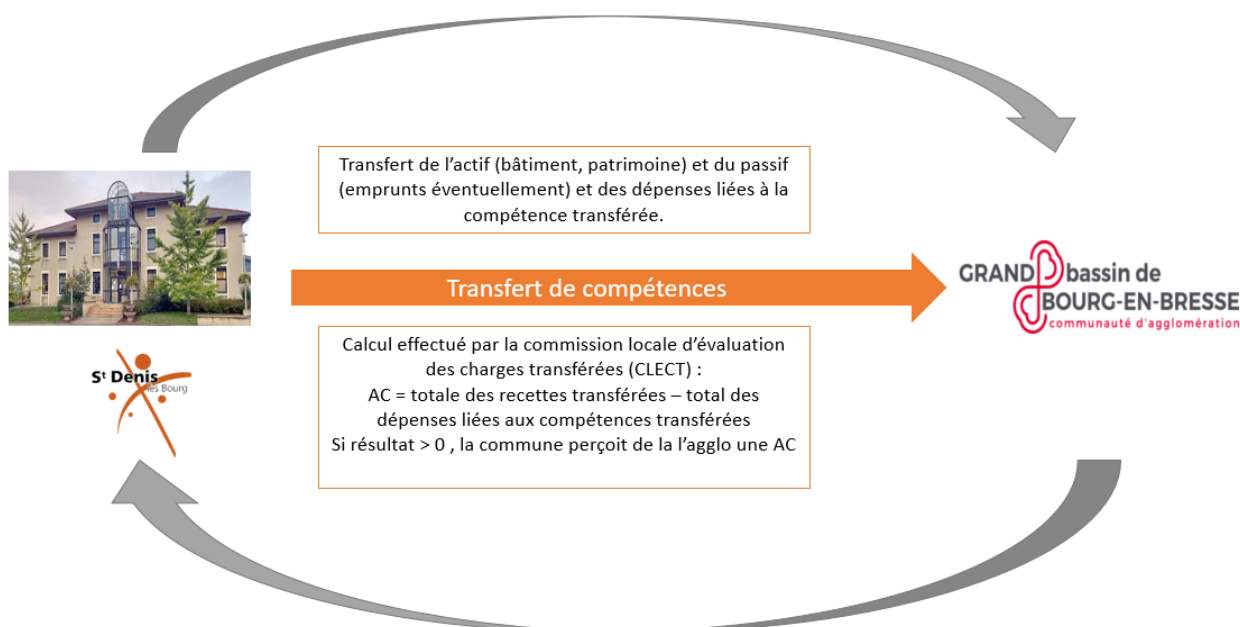 Transfert de l’actif (bâtiment, patrimoine) et du passif
(emprunts éventuellement) et des dépenses liées à la
compétence transférée.
Transfert de compétences
GRAND bassin de
BOURG-EN-BRESSE
communauté d'agglomération
St Denis
lès Bourg
Calcul effectué par la commission locale d’évaluation
des charges transférées (CLECT) :
AC = totale des recettes transférées – total des
dépenses liées aux compétences transférées
Si résultat > 0 , la commune perçoit de la l’agglo une AC